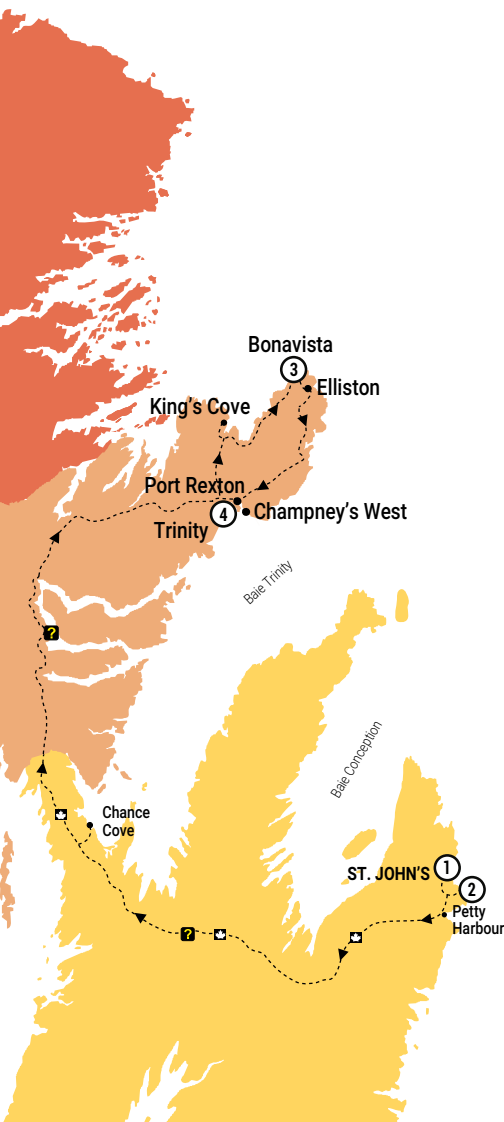 Bonavista
3
Elliston
King's Cove
Port Rexton
4
Champney's West
Trinity
Baie Trinity
?
Baie Conception
Chance
Cove
ST. JOHN'S
1
2
Petty
Harbour
?